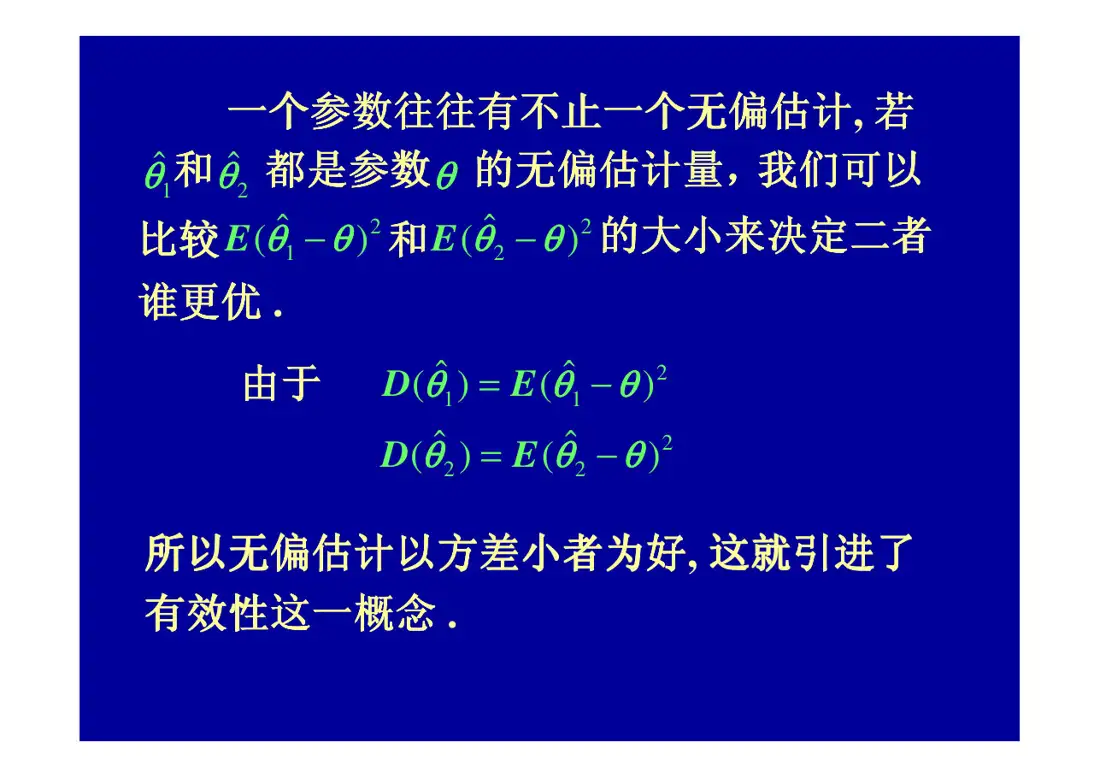 一个参数往往有不止一个无偏估计, 若
θ̂₁和θ̂₂ 都是参数θ 的无偏估计量，我们可以
比较E(θ̂₁ − θ)²和E(θ̂₂ − θ)²的大小来决定二者
谁更优 .
由于 D(θ̂₁) = E(θ̂₁ − θ)²
D(θ̂₂) = E(θ̂₂ − θ)²
所以无偏估计以方差小者为好, 这就引进了
有效性这一概念 .